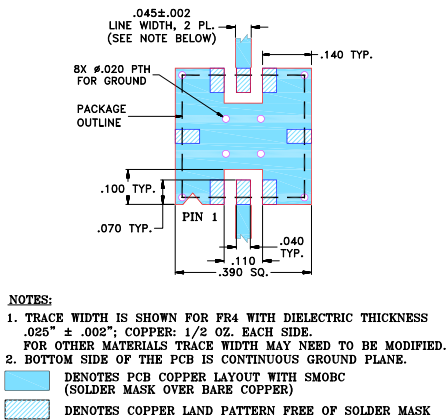 .045±.002
LINE WIDTH, 2 PL.
(SEE NOTE BELOW)
.140 TYP.
8X ø.020 PTH
FOR GROUND
PACKAGE
OUTLINE
.100 TYP.
.070 TYP.
PIN 1
.040
TYP.
.110
.390 SQ.
NOTES:
1. TRACE WIDTH IS SHOWN FOR FR4 WITH DIELECTRIC THICKNESS
.025" ± .002"; COPPER: 1/2 OZ. EACH SIDE.
FOR OTHER MATERIALS TRACE WIDTH MAY NEED TO BE MODIFIED.
2. BOTTOM SIDE OF THE PCB IS CONTINUOUS GROUND PLANE.
DENOTES PCB COPPER LAYOUT WITH SMOBC
(SOLDER MASK OVER BARE COPPER)
DENOTES COPPER LAND PATTERN FREE OF SOLDER MASK